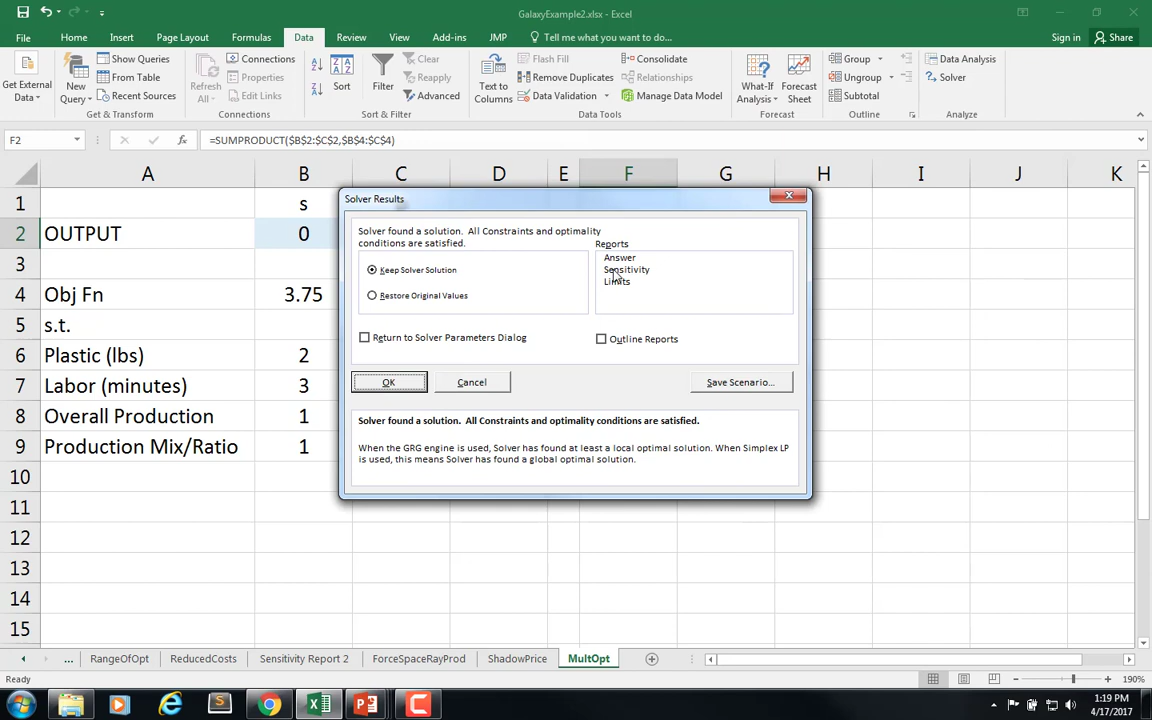 GalaxyExample2.xlsx - Excel
File Home Insert Page Layout Formulas Data Review View Add-ins JMP Tell me what you want to do... Sign in Share
Get External Data
New Query
Show Queries
From Table
Recent Sources
Refresh All
Connections
Properties
Edit Links
Sort
Filter
Clear
Reapply
Advanced
Text to Columns
Flash Fill
Remove Duplicates
Data Validation
Consolidate
Relationships
Manage Data Model
What-If Analysis
Forecast Sheet
Group
Ungroup
Subtotal
Data Analysis
Solver
Get & Transform Connections Sort & Filter Data Tools Forecast Outline Analyze
F2 fx =SUMPRODUCT($B$2:$C$2,$B$4:$C$4)
A B C D E F G H I J K
1 s
2 OUTPUT 0
3
4 Obj Fn 3.75
5 s.t.
6 Plastic (lbs) 2
7 Labor (minutes) 3
8 Overall Production 1
9 Production Mix/Ratio 1
10
11
12
13
14
15
Solver Results
Solver found a solution. All Constraints and optimality
conditions are satisfied.
Reports
Answer
Sensitivity
Limits
Keep Solver Solution
Restore Original Values
Return to Solver Parameters Dialog
Outline Reports
OK Cancel Save Scenario...
Solver found a solution. All Constraints and optimality conditions are satisfied.
When the GRG engine is used, Solver has found at least a local optimal solution. When Simplex LP
is used, this means Solver has found a global optimal solution.
... RangeOfOpt ReducedCosts Sensitivity Report 2 ForceSpaceRayProd ShadowPrice MultOpt
Ready 190%
1:19 PM
4/17/2017